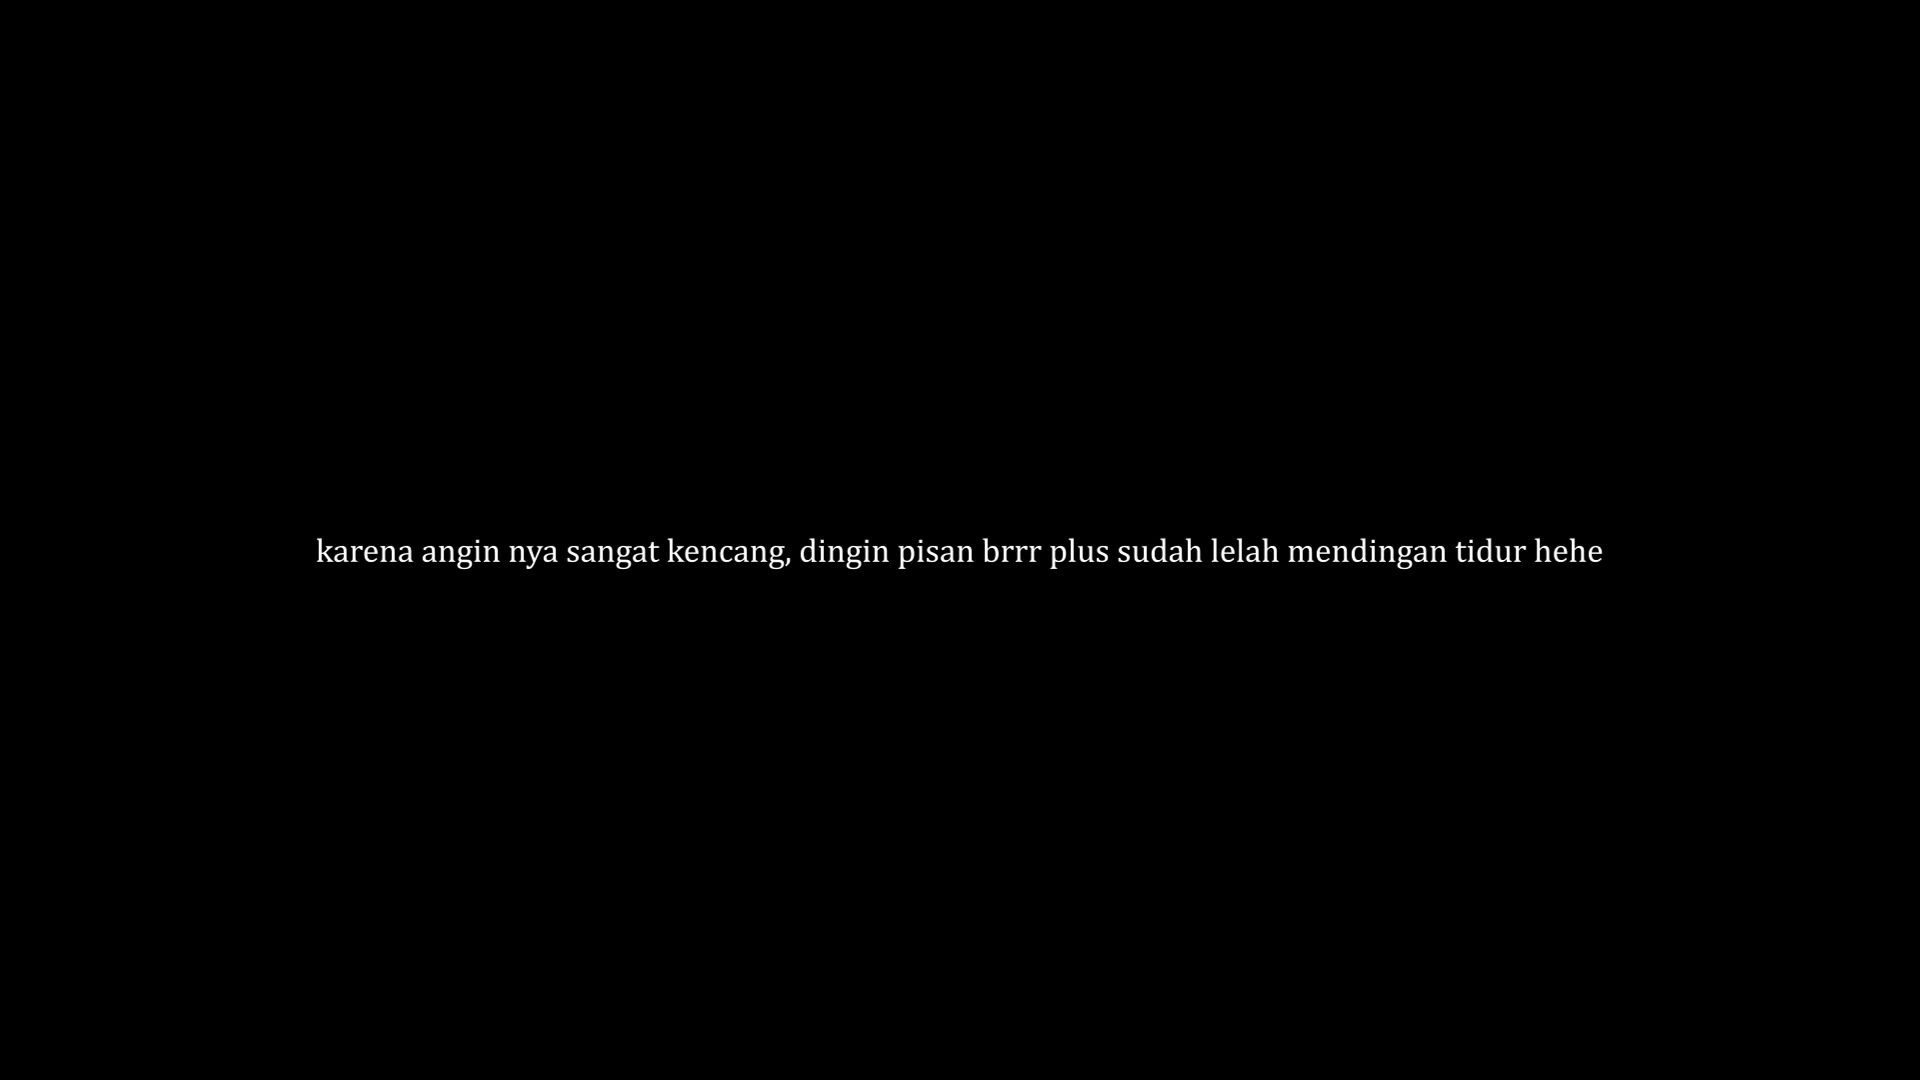 karena angin nya sangat kencang, dingin pisan brrr plus sudah lelah mendingan tidur hehe